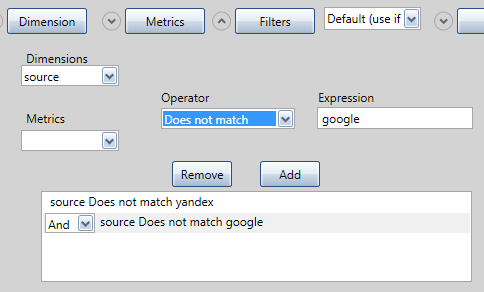 Dimension
Metrics
Filters
Default (use if
Dimensions
source
Operator
Expression
Does not match
google
Metrics
Remove
Add
source Does not match yandex
And
source Does not match google